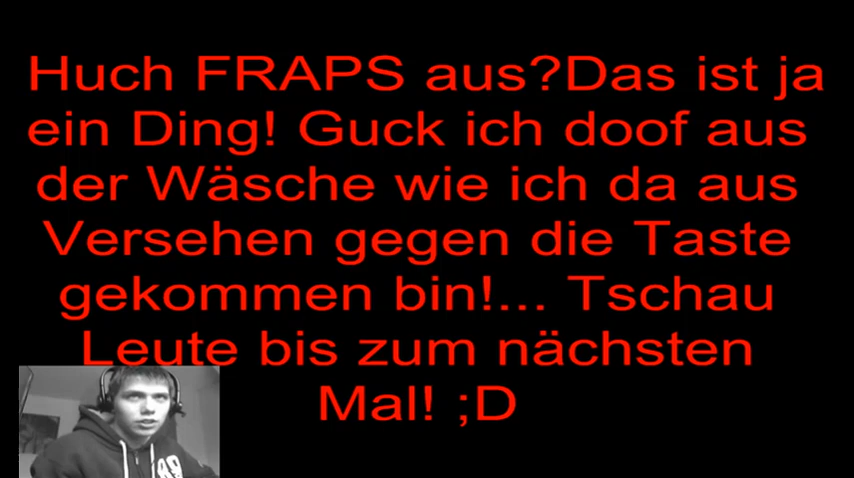 Huch FRAPS aus?Das ist ja
ein Ding! Guck ich doof aus
der Wäsche wie ich da aus
Versehen gegen die Taste
gekommen bin!... Tschau
Leute bis zum nächsten
Mal! ;D
89